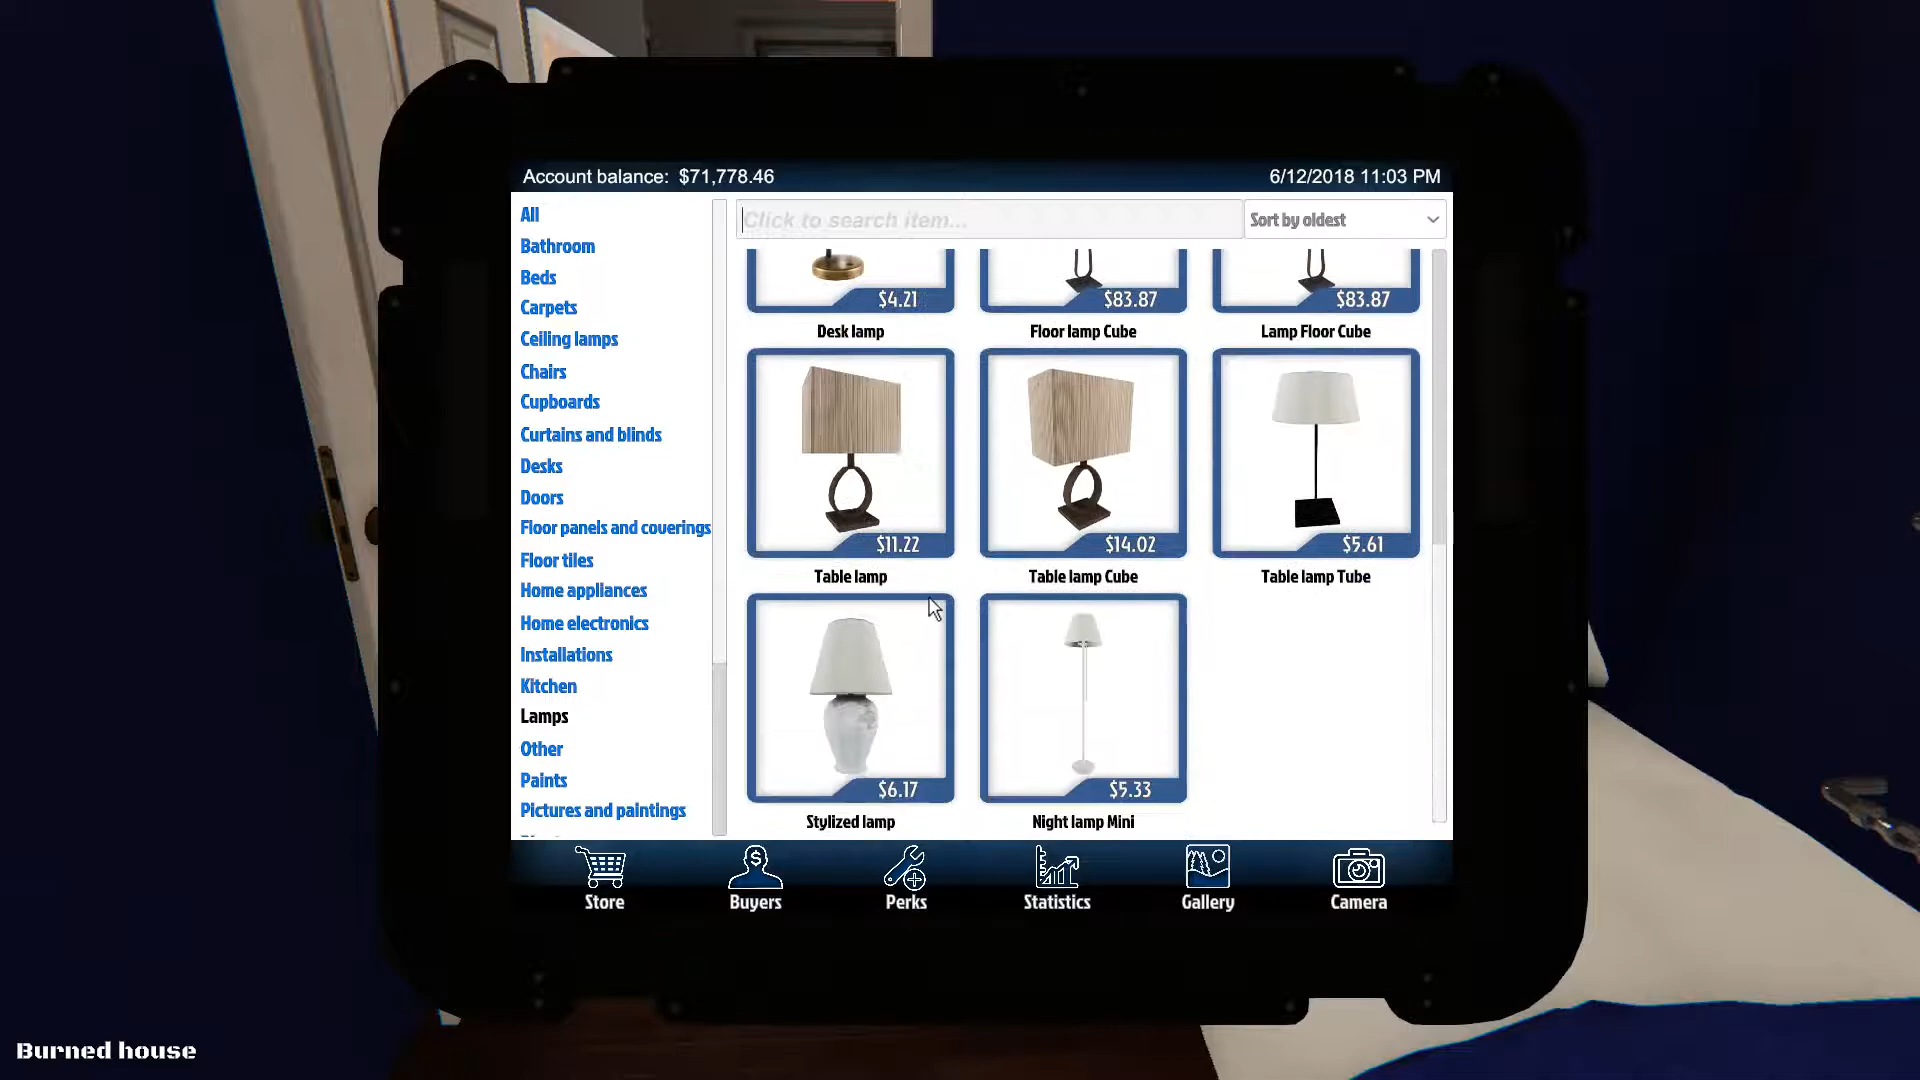 Account balance: $71,778.46
6/12/2018 11:03 PM
All
Bathroom
Beds
Carpets
Ceiling lamps
Chairs
Cupboards
Curtains and blinds
Desks
Doors
Floor panels and coverings
Floor tiles
Home appliances
Home electronics
Installations
Kitchen
Lamps
Other
Paints
Pictures and paintings
Click to search item...
Sort by oldest
$4.21
$83.87
$83.87
Desk lamp
Floor lamp Cube
Lamp Floor Cube
$11.22
$14.02
$5.61
Table lamp
Table lamp Cube
Table lamp Tube
$6.17
$5.33
Stylized lamp
Night lamp Mini
Store
Buyers
Perks
Statistics
Gallery
Camera
Burned house